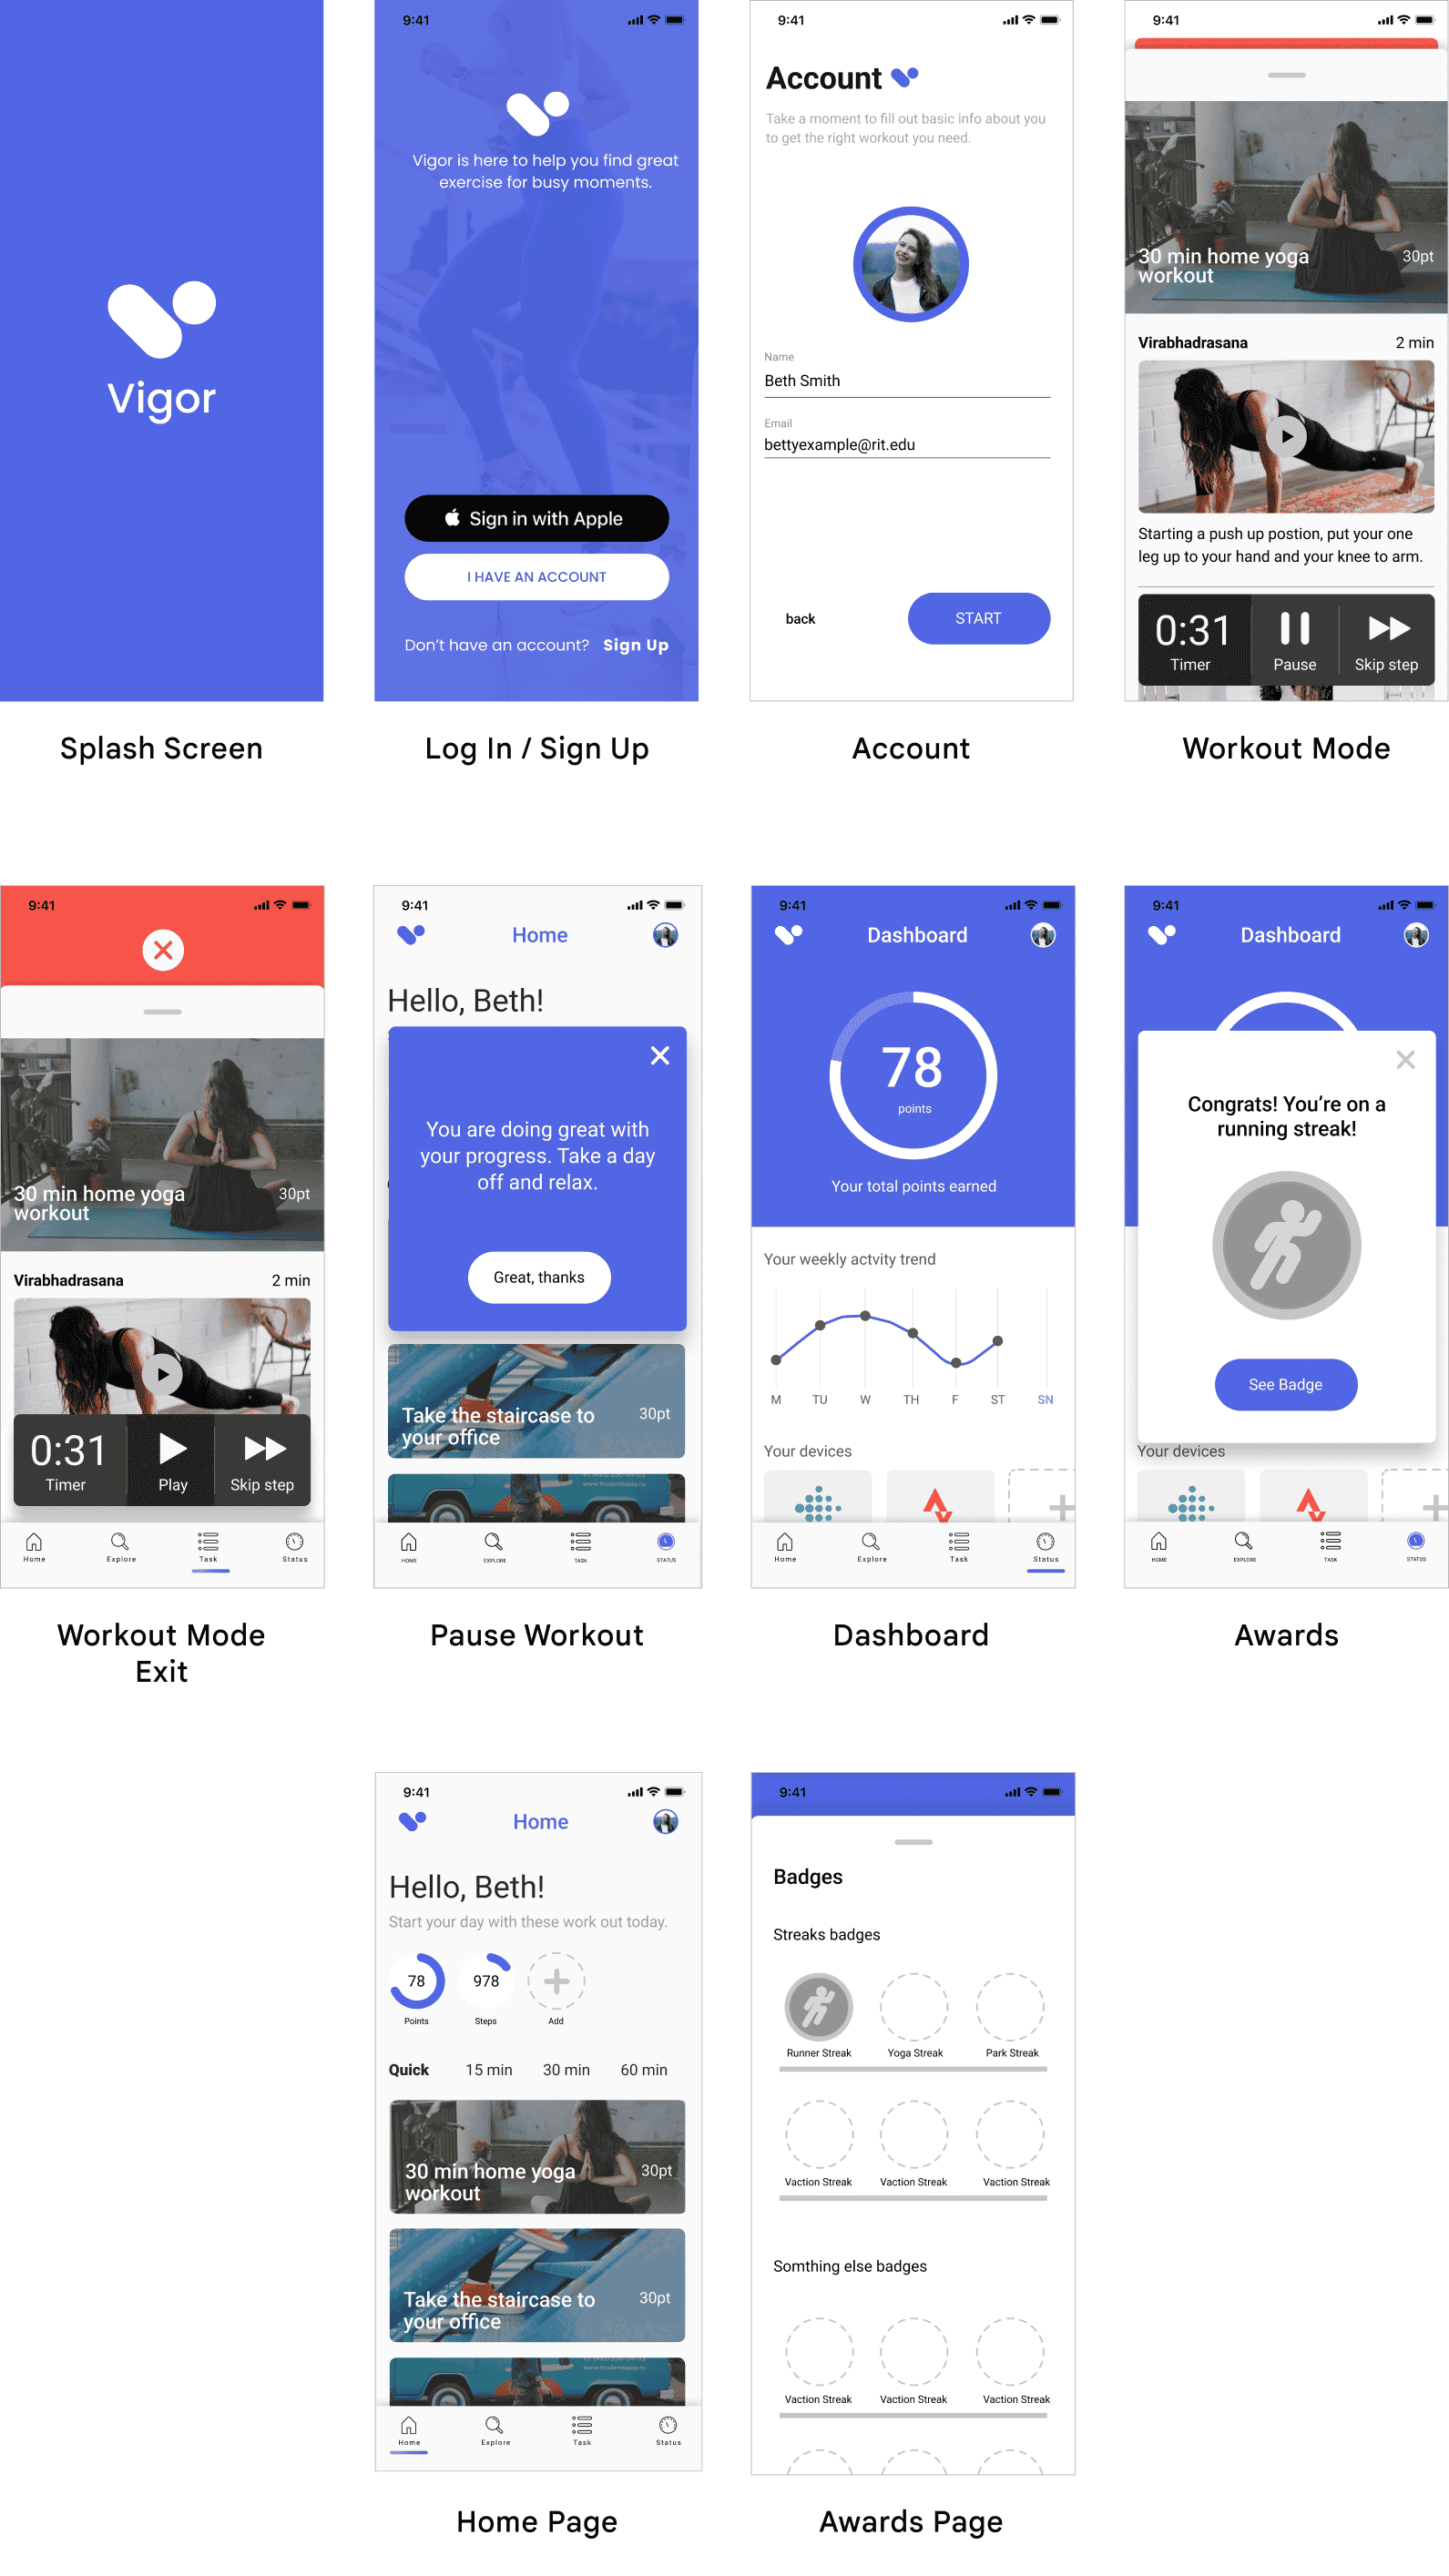 Vigor
Splash Screen
9:41
Vigor is here to help you find great
exercise for busy moments.
Sign in with Apple
I HAVE AN ACCOUNT
Don't have an account? Sign Up
Log In / Sign Up
9:41
Account
Take a moment to fill out basic info about you
to get the right workout you need.
Name
Beth Smith
Email
bettyexample@rit.edu
back
START
Account
9:41
30 min home yoga
workout
30pt
Virabhadrasana
2 min
Starting a push up postion, put your one
leg up to your hand and your knee to arm.
0:31
Timer
Pause
Skip step
Workout Mode
9:41
30 min home yoga
workout
30pt
Virabhadrasana
2 min
0:31
Timer
Play
Skip step
Home
Explore
Task
Status
Workout Mode
Exit
9:41
Home
Hello, Beth!
You are doing great with
your progress. Take a day
off and relax.
Great, thanks
Take the staircase to
your office
30pt
www.foodembassy.ru
HOME
EXPLORE
TASK
STATUS
Pause Workout
9:41
Dashboard
78
points
Your total points earned
Your weekly actvity trend
M TU W TH F ST SN
Your devices
Home
Explore
Task
Status
Dashboard
9:41
Dashboard
Congrats! You're on a
running streak!
See Badge
Your devices
HOME
EXPLORE
TASK
STATUS
Awards
9:41
Home
Hello, Beth!
Start your day with these work out today.
78
Points
978
Steps
Add
Quick 15 min 30 min 60 min
30 min home yoga
workout
30pt
Take the staircase to
your office
30pt
www.foodembassy.ru
Home
Explore
Task
Status
Home Page
9:41
Badges
Streaks badges
Runner Streak Yoga Streak Park Streak
Vaction Streak Vaction Streak Vaction Streak
Somthing else badges
Vaction Streak Vaction Streak Vaction Streak
Awards Page